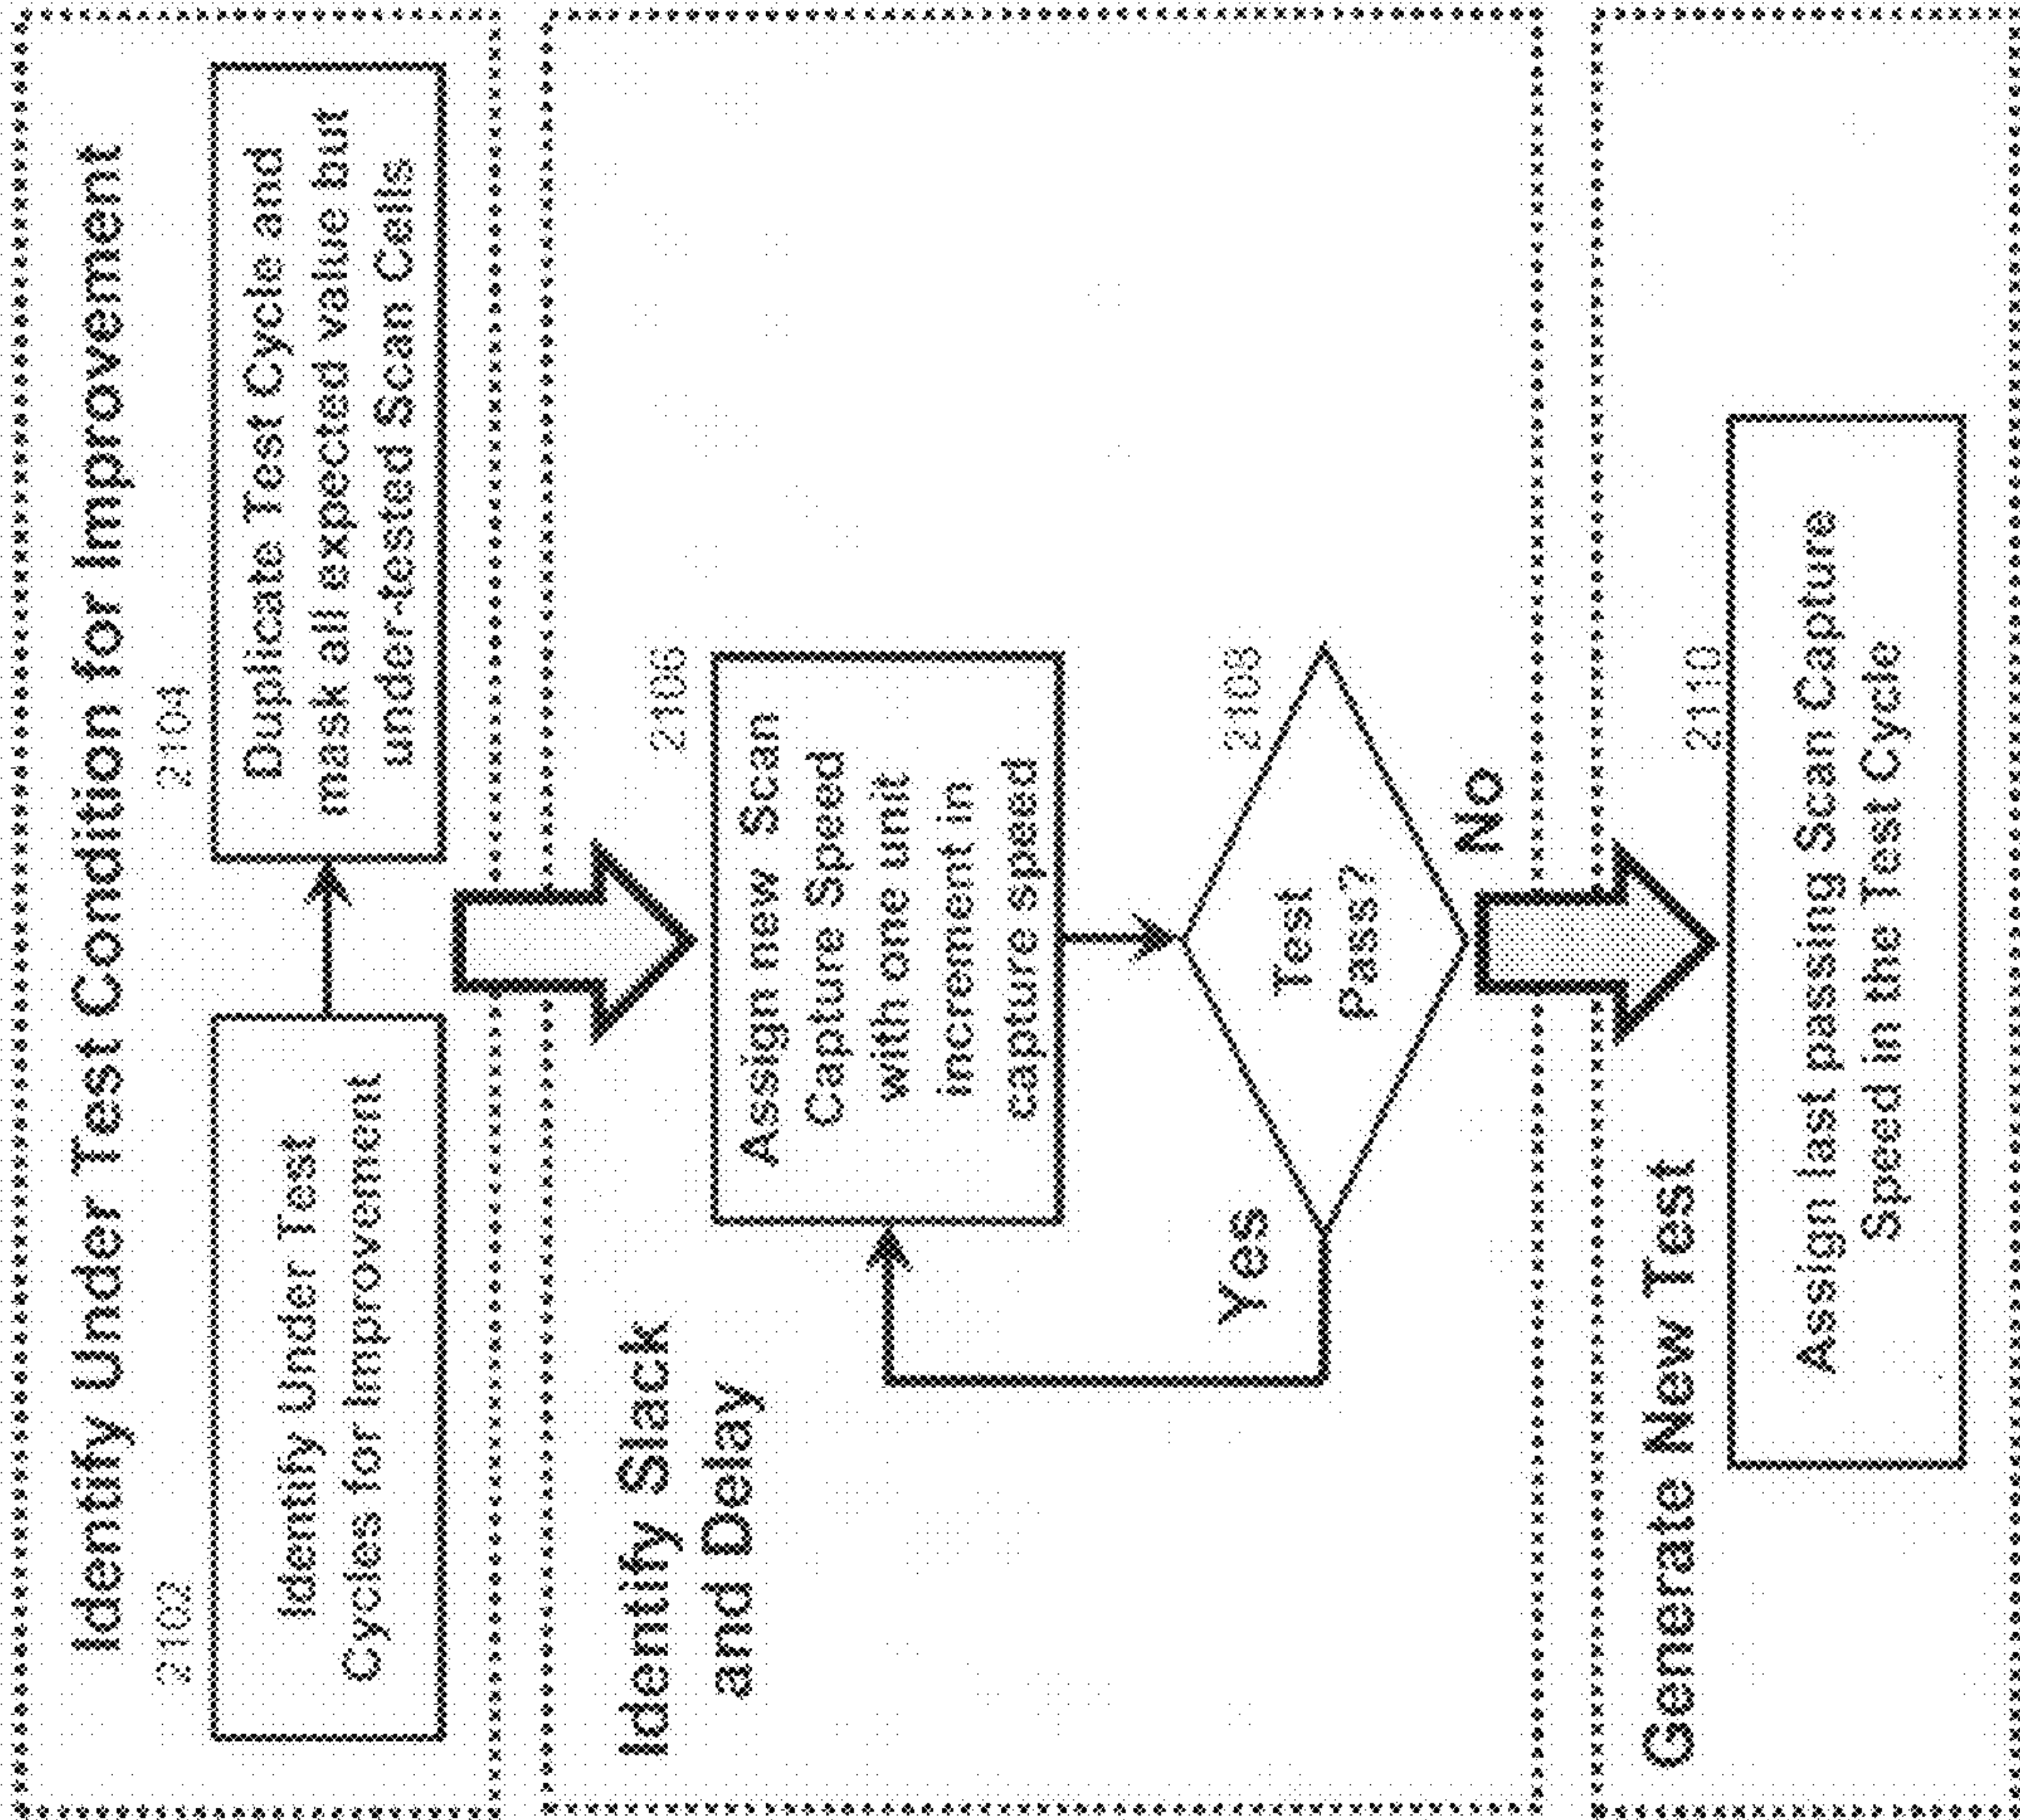 Identify Under Test Condition for Improvement
2102
Identify Under Test
Cycles for Improvement
2104
Duplicate Test Cycle and
mask all expected value but
under-tested Scan Cells
Identify Slack
and Delay
2106
Assign new Scan
Capture Speed
with one unit
increment in
capture speed
2108
Test
Pass?
Yes
No
Generate New Test
2110
Assign last passing Scan Capture
Speed in the Test Cycle